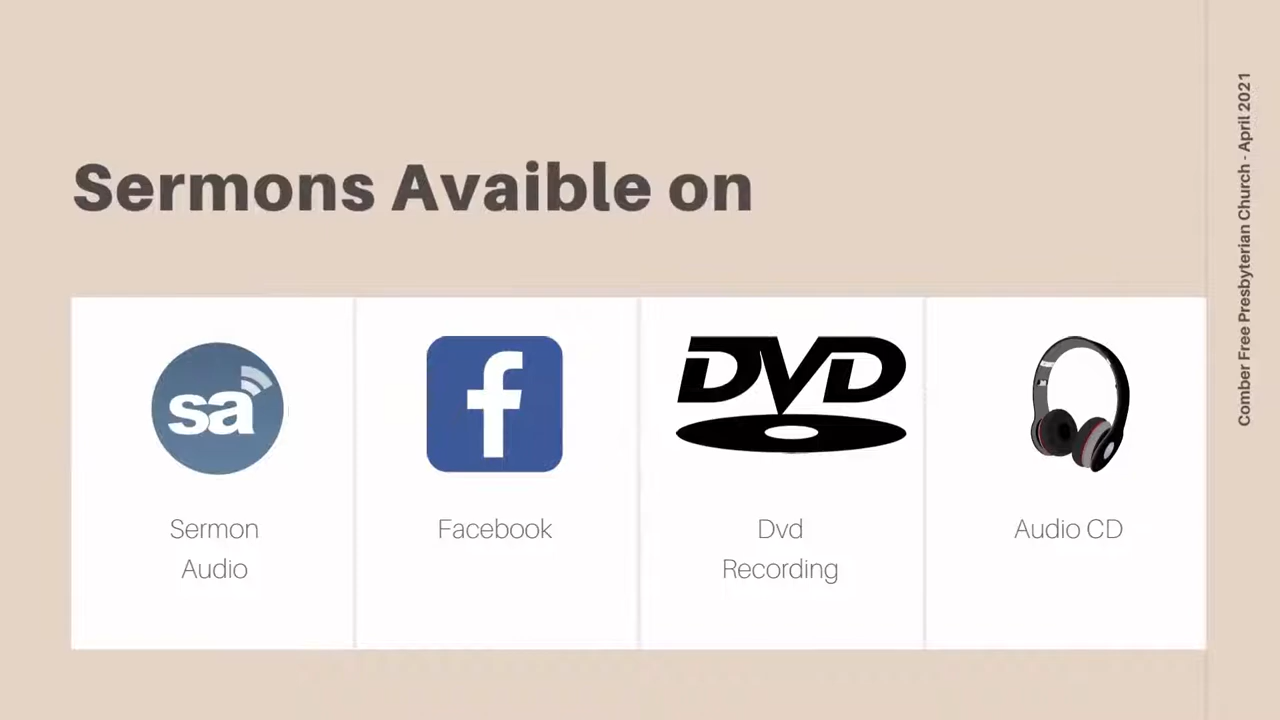 Sermons Avaible on
sa
Sermon
Audio
f
Facebook
DVD
Dvd
Recording
Audio CD
Comber Free Presbyterian Church - April 2021